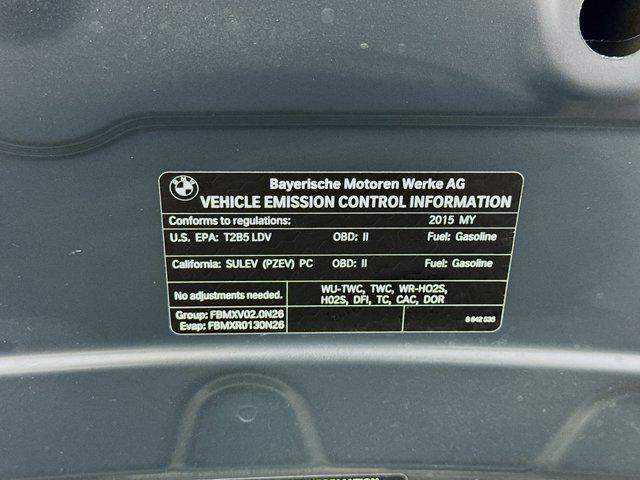 BMW
Bayerische Motoren Werke AG
VEHICLE EMISSION CONTROL INFORMATION
Conforms to regulations: 2015 MY
U.S. EPA: T2B5 LDV OBD: II Fuel: Gasoline
California: SULEV (PZEV) PC OBD: II Fuel: Gasoline
No adjustments needed.
WU-TWC, TWC, WR-HO2S,
HO2S, DFI, TC, CAC, DOR
Group: FBMXV02.0N26
Evap: FBMXR0130N26
8 642 535